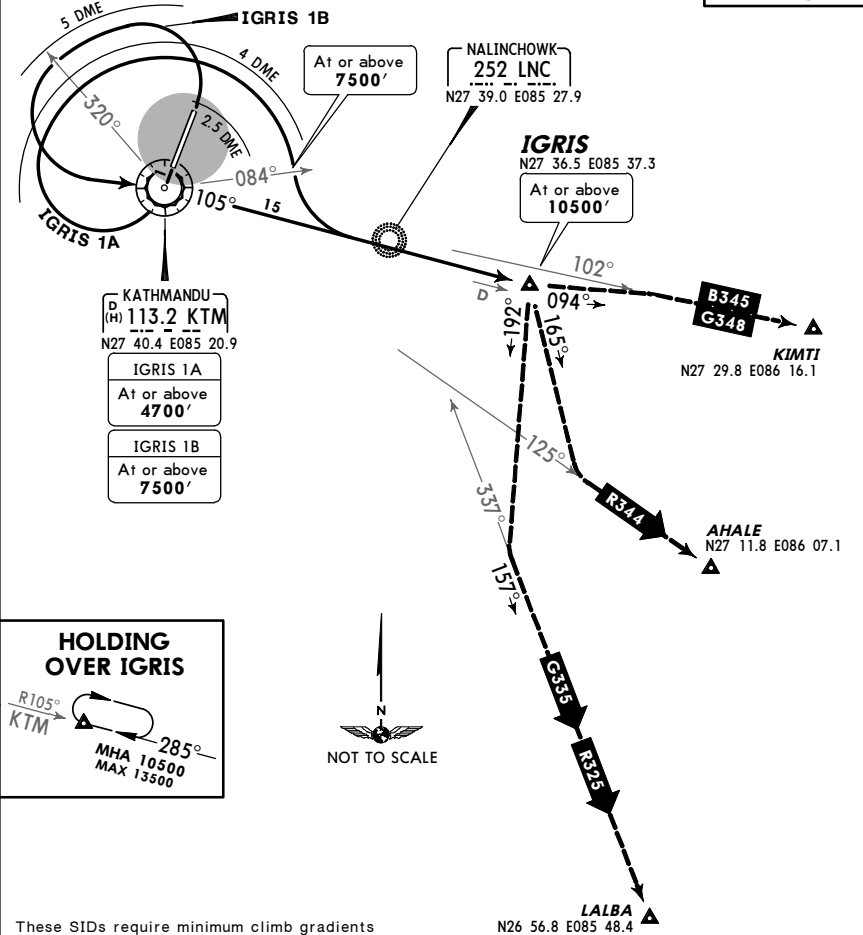 5 DME
IGRIS 1B
4 DME
At or above
7500'
NALINCHOWK
252 LNC
N27 39.0 E085 27.9
320°
2.5 DME
IGRIS
N27 36.5 E085 37.3
At or above
10500'
084°
105°
15
IGRIS 1A
102°
D
094°
B345
G348
192°
165°
KIMTI
N27 29.8 E086 16.1
KATHMANDU
D
(H) 113.2 KTM
N27 40.4 E085 20.9
IGRIS 1A
At or above
4700'
IGRIS 1B
At or above
7500'
125°
337°
R344
AHALE
N27 11.8 E086 07.1
157°
G335
R325
HOLDING
OVER IGRIS
R105°
KTM
285°
MHA 10500
MAX 13500
N
NOT TO SCALE
LALBA
N26 56.8 E085 48.4
These SIDs require minimum climb gradients